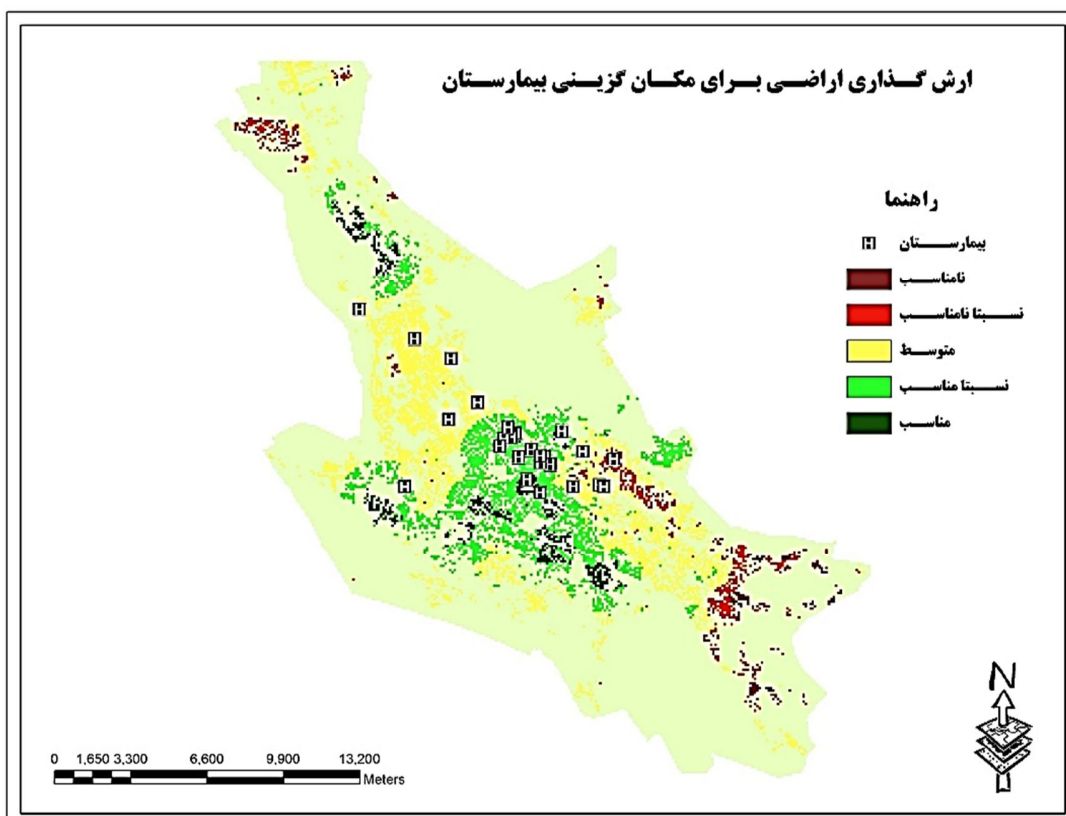 ارش گذاری اراضی برای مکان گزینی بیمارستان
راهنما
بیمارستان
نامناسب
نسبتا نامناسب
متوسط
نسبتا مناسب
مناسب
N
0 1,650 3,300 6,600 9,900 13,200
Meters